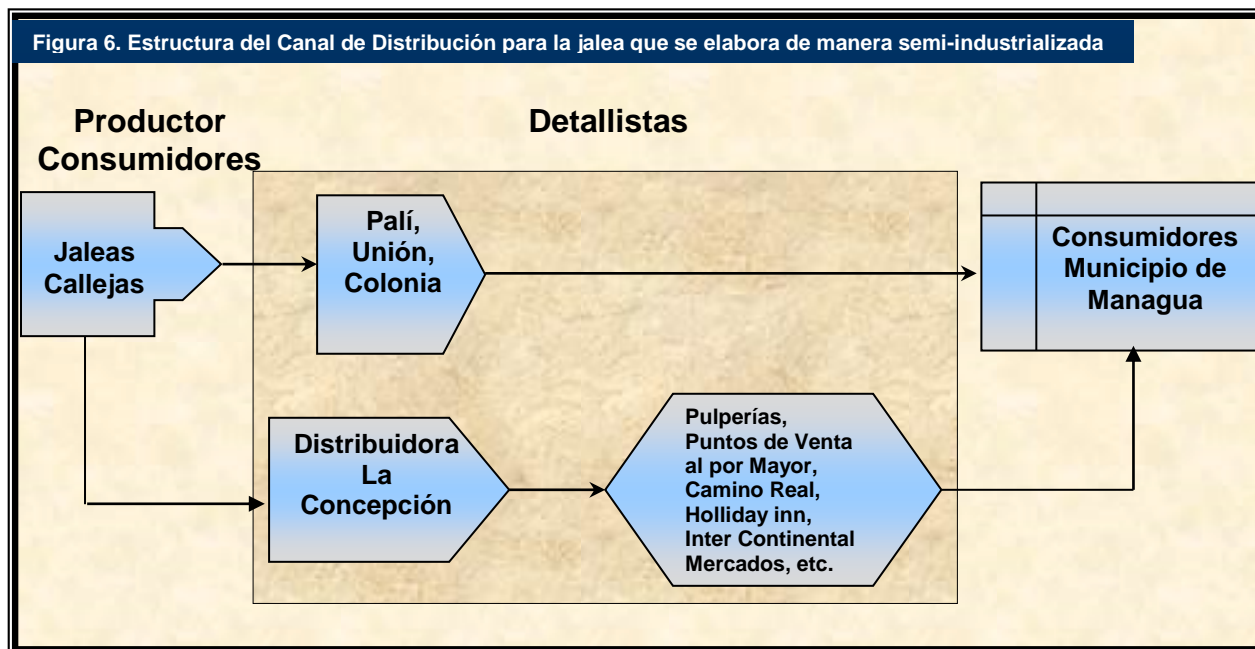 Figura 6. Estructura del Canal de Distribución para la jalea que se elabora de manera semi-industrializada
Productor
Consumidores
Detallistas
Jaleas
Callejas
Palí,
Unión,
Colonia
Consumidores
Municipio de
Managua
Distribuidora
La
Concepción
Pulperías,
Puntos de Venta
al por Mayor,
Camino Real,
Holliday inn,
Inter Continental
Mercados, etc.